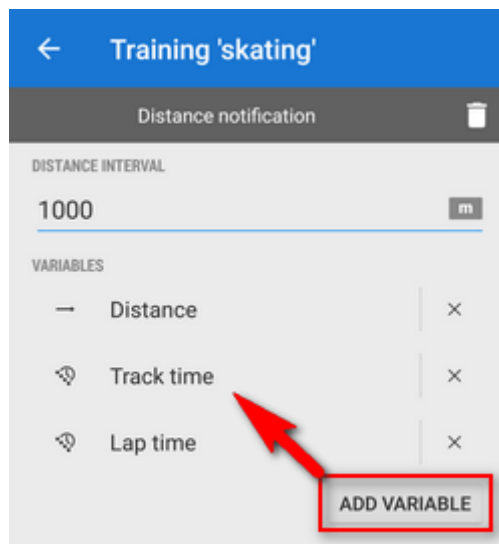 Training 'skating'
Distance notification
DISTANCE INTERVAL
1000 m
VARIABLES
Distance
Track time
Lap time
ADD VARIABLE